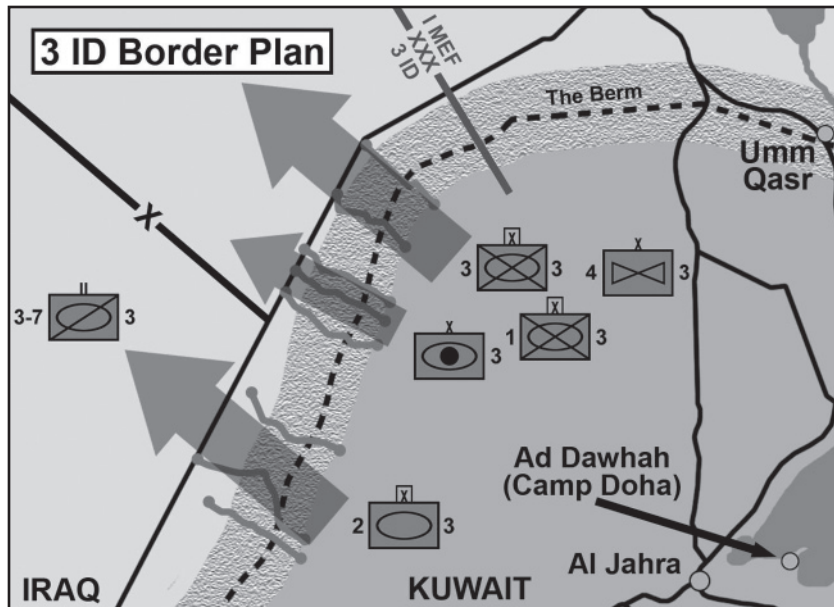 3 ID Border Plan
I MEF
XXX
3 ID
The Berm
Umm
Qasr
X
X
3 3
X
4 3
II
3-7 3
X
1 3
X
3
Ad Dawhah
(Camp Doha)
X
2 3
Al Jahra
IRAQ
KUWAIT